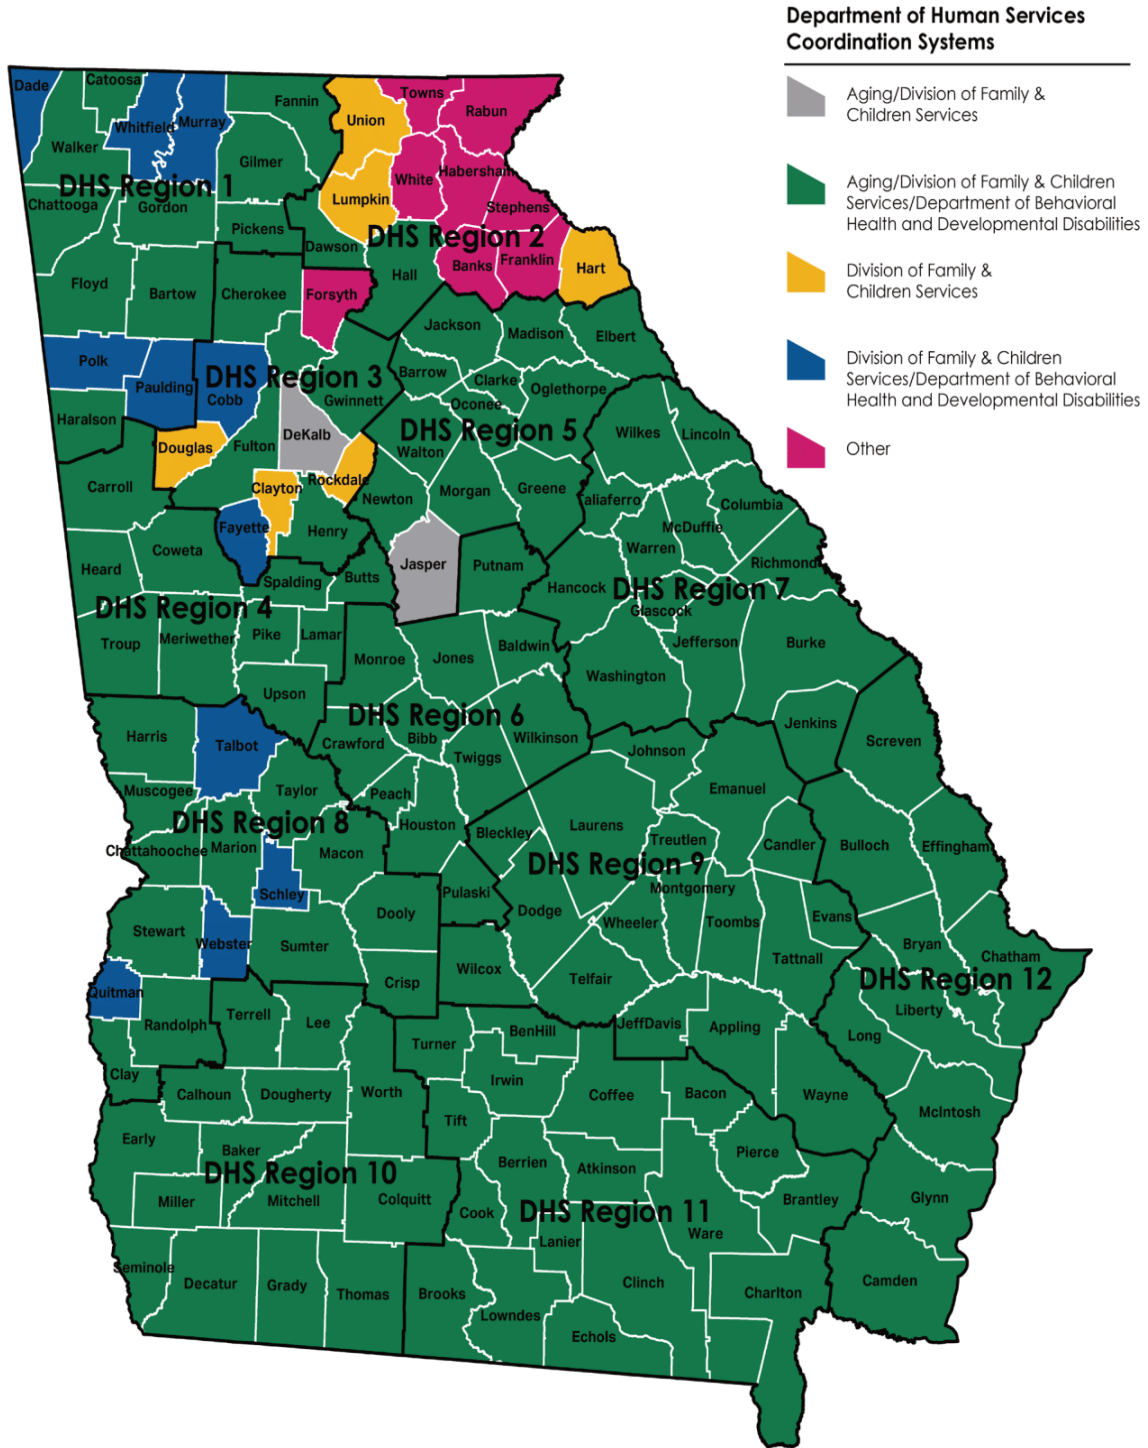 Department of Human Services
Coordination Systems
Aging/Division of Family &
Children Services
Aging/Division of Family & Children
Services/Department of Behavioral
Health and Developmental Disabilities
Division of Family &
Children Services
Division of Family & Children
Services/Department of Behavioral
Health and Developmental Disabilities
Other
Dade
Catoosa
Whitfield
Murray
Fannin
Union
Towns
Rabun
Walker
Gilmer
White
Habersham
DHS Region 1
Chattooga
Gordon
Lumpkin
Stephens
Pickens
Dawson
DHS Region 2
Hall
Banks
Franklin
Hart
Floyd
Bartow
Cherokee
Forsyth
Jackson
Madison
Elbert
Polk
Paulding
DHS Region 3
Cobb
Gwinnett
Barrow
Clarke
Oglethorpe
Oconee
Haralson
Douglas
Fulton
DeKalb
DHS Region 5
Walton
Wilkes
Lincoln
Carroll
Clayton
Rockdale
Newton
Morgan
Greene
aliaferro
Columbia
McDuffie
Fayette
Henry
Coweta
Warren
Heard
Spalding
Butts
Jasper
Putnam
Hancock
Richmond
DHS Region 7
Glascock
DHS Region 4
Troup
Meriwether
Pike
Lamar
Monroe
Jones
Baldwin
Jefferson
Burke
Washington
Upson
DHS Region 6
Crawford
Bibb
Twiggs
Wilkinson
Jenkins
Screven
Harris
Talbot
Johnson
Muscogee
Taylor
Peach
Emanuel
DHS Region 8
Houston
Bleckley
Laurens
Treutlen
Candler
Bulloch
Effingham
Chattahoochee
Marion
Macon
DHS Region 9
Schley
Pulaski
Montgomery
Stewart
Webster
Sumter
Dooly
Dodge
Wheeler
Toombs
Evans
Bryan
Chatham
Tattnall
Quitman
Crisp
Wilcox
Telfair
DHS Region 12
Randolph
Terrell
Lee
Turner
BenHill
JeffDavis
Appling
Long
Liberty
Clay
Calhoun
Dougherty
Worth
Irwin
Coffee
Bacon
Wayne
McIntosh
Early
Baker
Tift
Berrien
Atkinson
Pierce
DHS Region 10
Miller
Mitchell
Colquitt
Cook
DHS Region 11
Brantley
Glynn
Lanier
Ware
Seminole
Decatur
Grady
Thomas
Brooks
Lowndes
Clinch
Charlton
Camden
Echols